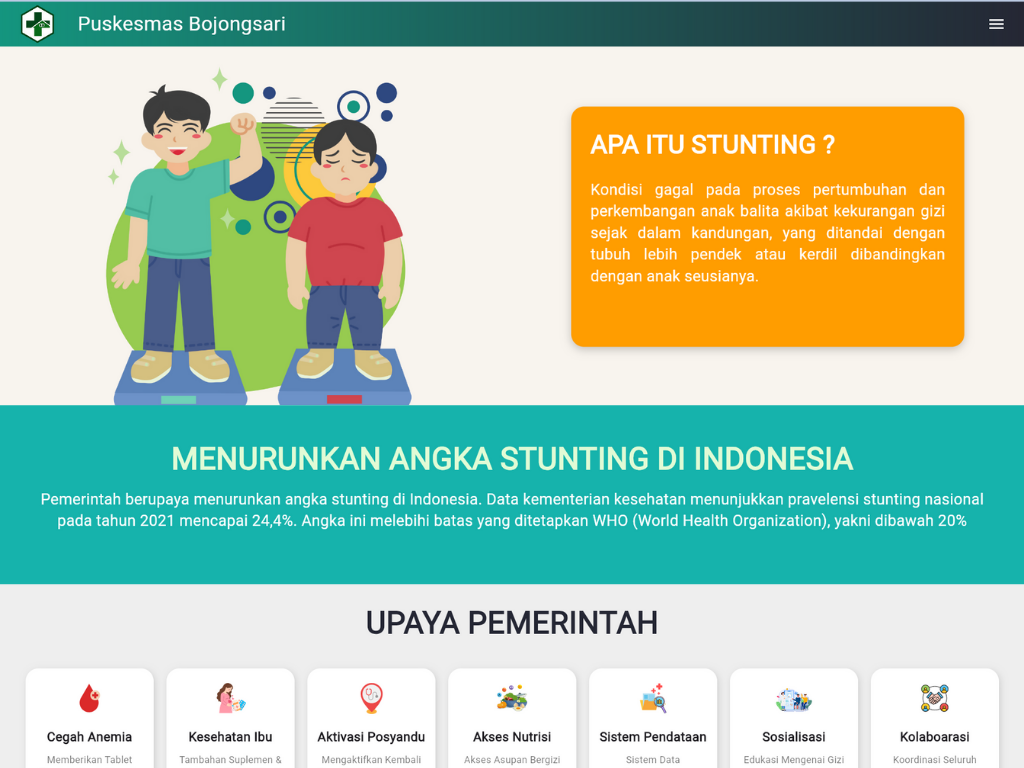 Puskesmas Bojongsari
APA ITU STUNTING ?
Kondisi gagal pada proses pertumbuhan dan
perkembangan anak balita akibat kekurangan gizi
sejak dalam kandungan, yang ditandai dengan
tubuh lebih pendek atau kerdil dibandingkan
dengan anak seusianya.
MENURUNKAN ANGKA STUNTING DI INDONESIA
Pemerintah berupaya menurunkan angka stunting di Indonesia. Data kementerian kesehatan menunjukkan pravelensi stunting nasional
pada tahun 2021 mencapai 24,4%. Angka ini melebihi batas yang ditetapkan WHO (World Health Organization), yakni dibawah 20%
UPAYA PEMERINTAH
Cegah Anemia
Memberikan Tablet
Kesehatan Ibu
Tambahan Suplemen &
Aktivasi Posyandu
Mengaktifkan Kembali
Akses Nutrisi
Akses Asupan Bergizi
Sistem Pendataan
Sistem Data
Sosialisasi
Edukasi Mengenai Gizi
Kolaboarasi
Koordinasi Seluruh